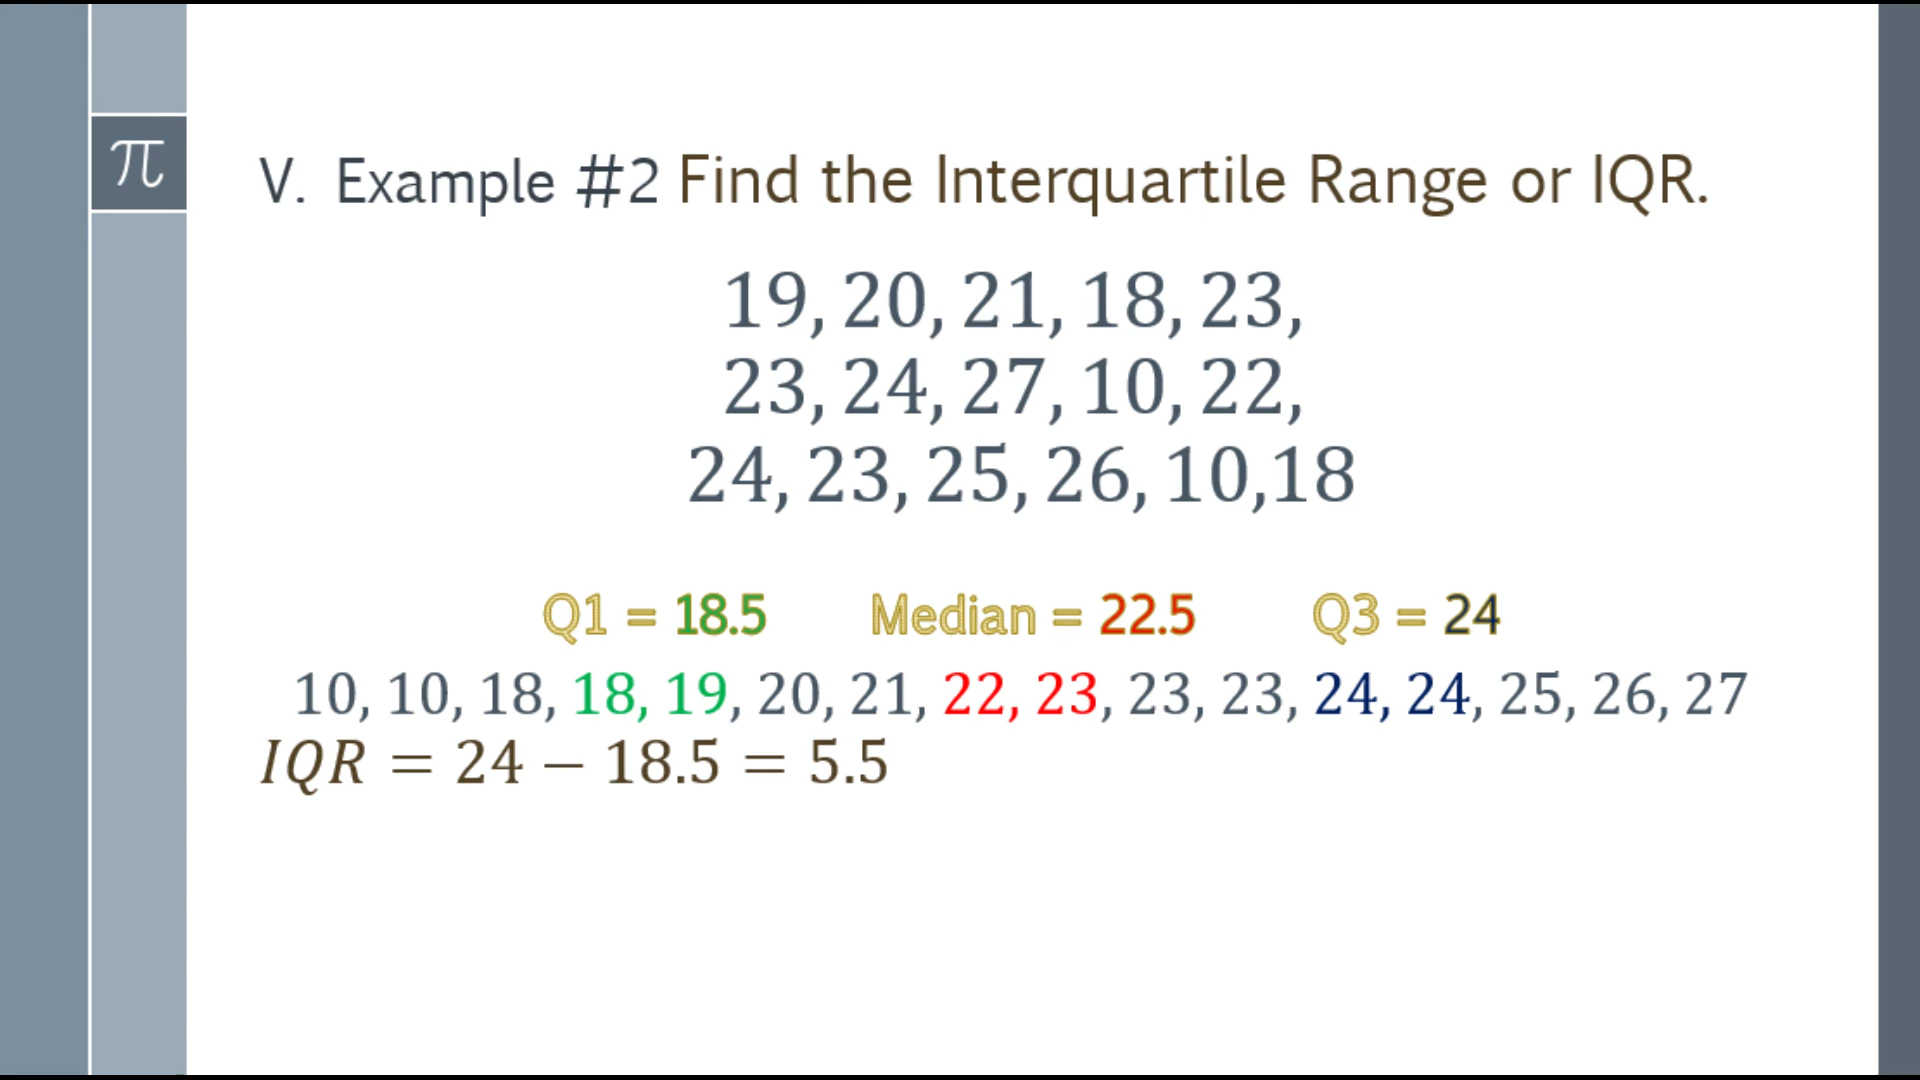 π
V. Example #2 Find the Interquartile Range or IQR.
19, 20, 21, 18, 23,
23, 24, 27, 10, 22,
24, 23, 25, 26, 10,18
Q1 = 18.5 Median = 22.5 Q3 = 24
10, 10, 18, 18, 19, 20, 21, 22, 23, 23, 23, 24, 24, 25, 26, 27
IQR = 24 − 18.5 = 5.5